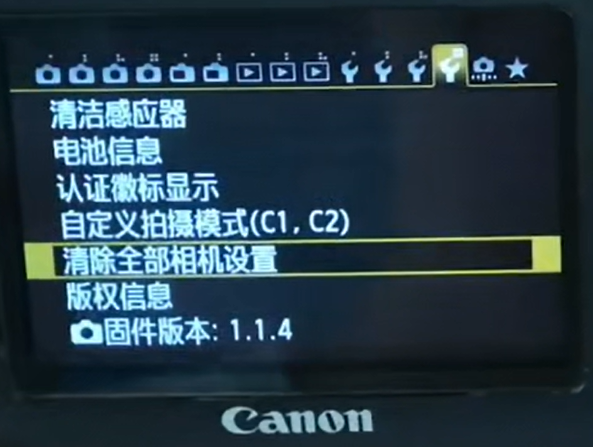 清洁感应器
电池信息
认证徽标显示
自定义拍摄模式(C1, C2)
清除全部相机设置
版权信息
固件版本: 1.1.4
Canon